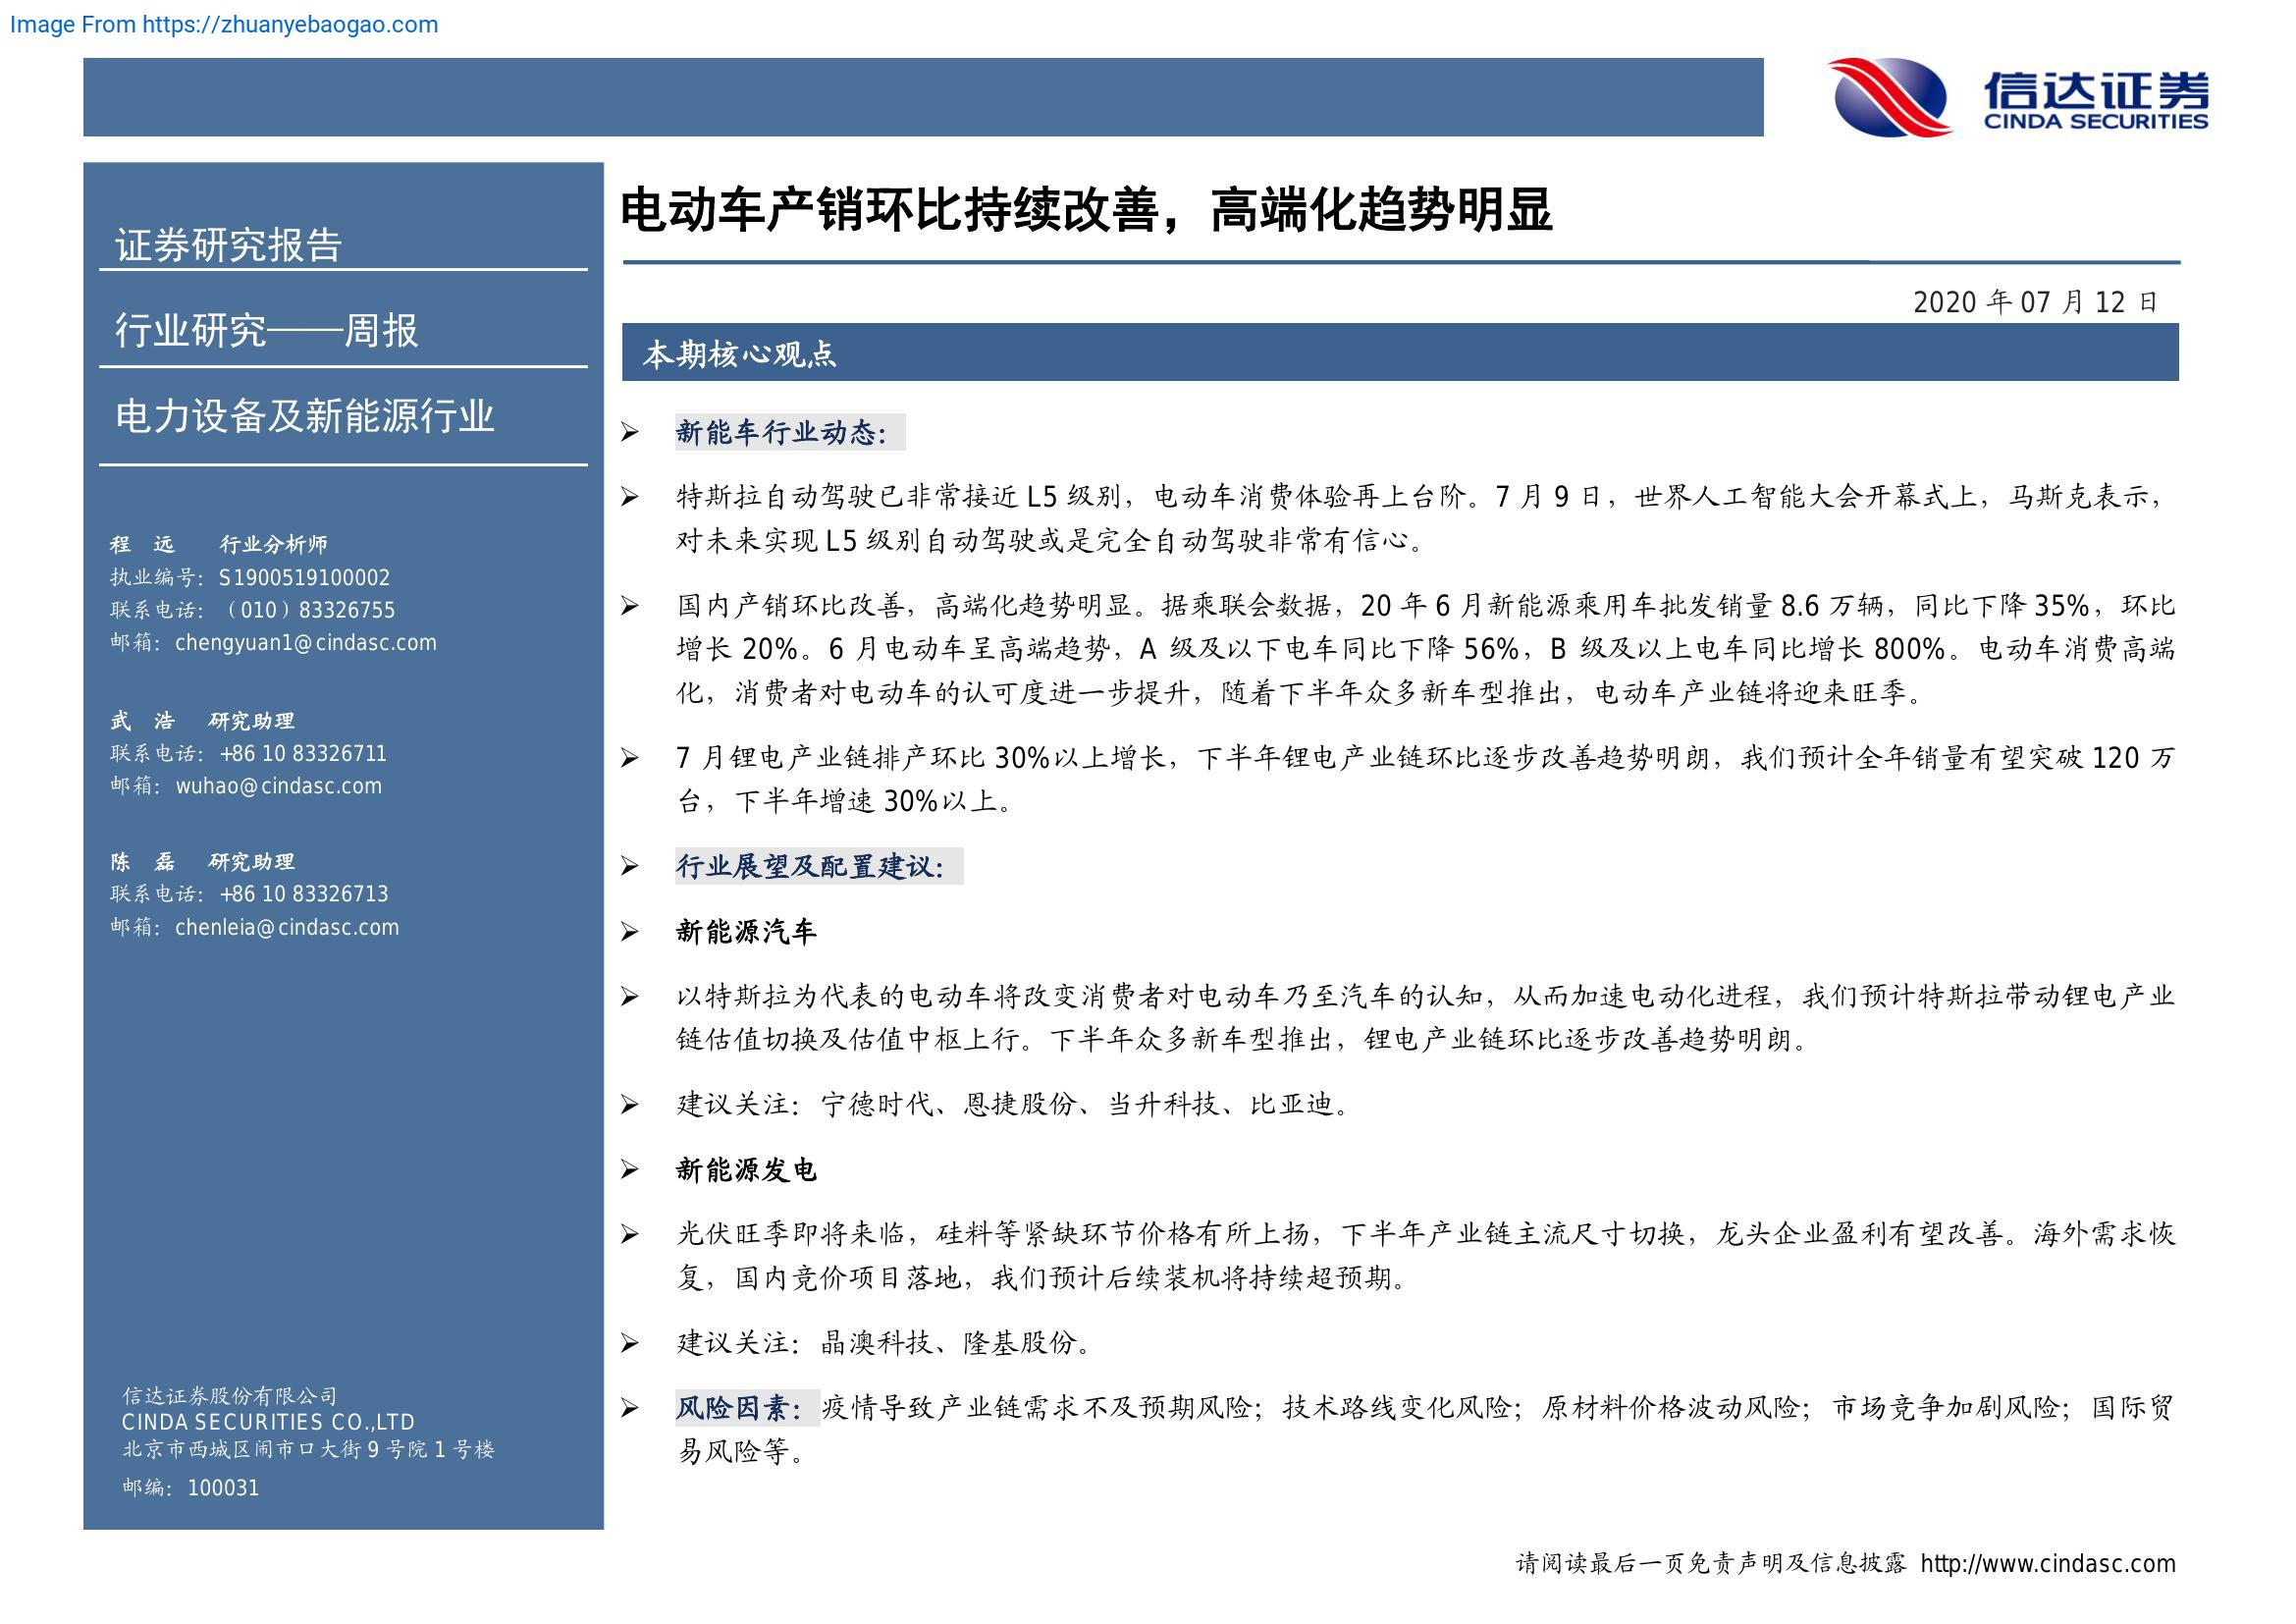 Image From https://zhuanyebaogao.com
信达证券
CINDA SECURITIES
证券研究报告
行业研究——周报
电力设备及新能源行业
程 远 行业分析师
执业编号：S1900519100002
联系电话：（010）83326755
邮箱：chengyuan1@cindasc.com
武 浩 研究助理
联系电话：+86 10 83326711
邮箱：wuhao@cindasc.com
陈 磊 研究助理
联系电话：+86 10 83326713
邮箱：chenleia@cindasc.com
信达证券股份有限公司
CINDA SECURITIES CO.,LTD
北京市西城区闹市口大街 9 号院 1 号楼
邮编：100031
电动车产销环比持续改善，高端化趋势明显
2020 年 07 月 12 日
本期核心观点
➢ 新能车行业动态：
➢ 特斯拉自动驾驶已非常接近 L5 级别，电动车消费体验再上台阶。7 月 9 日，世界人工智能大会开幕式上，马斯克表示，
对未来实现 L5 级别自动驾驶或是完全自动驾驶非常有信心。
➢ 国内产销环比改善，高端化趋势明显。据乘联会数据，20 年 6 月新能源乘用车批发销量 8.6 万辆，同比下降 35%，环比
增长 20%。6 月电动车呈高端趋势，A 级及以下电车同比下降 56%，B 级及以上电车同比增长 800%。电动车消费高端
化，消费者对电动车的认可度进一步提升，随着下半年众多新车型推出，电动车产业链将迎来旺季。
➢ 7 月锂电产业链排产环比 30%以上增长，下半年锂电产业链环比逐步改善趋势明朗，我们预计全年销量有望突破 120 万
台，下半年增速 30%以上。
➢ 行业展望及配置建议：
➢ 新能源汽车
➢ 以特斯拉为代表的电动车将改变消费者对电动车乃至汽车的认知，从而加速电动化进程，我们预计特斯拉带动锂电产业
链估值切换及估值中枢上行。下半年众多新车型推出，锂电产业链环比逐步改善趋势明朗。
➢ 建议关注：宁德时代、恩捷股份、当升科技、比亚迪。
➢ 新能源发电
➢ 光伏旺季即将来临，硅料等紧缺环节价格有所上扬，下半年产业链主流尺寸切换，龙头企业盈利有望改善。海外需求恢
复，国内竞价项目落地，我们预计后续装机将持续超预期。
➢ 建议关注：晶澳科技、隆基股份。
➢ 风险因素：疫情导致产业链需求不及预期风险；技术路线变化风险；原材料价格波动风险；市场竞争加剧风险；国际贸
易风险等。
请阅读最后一页免责声明及信息披露 http://www.cindasc.com